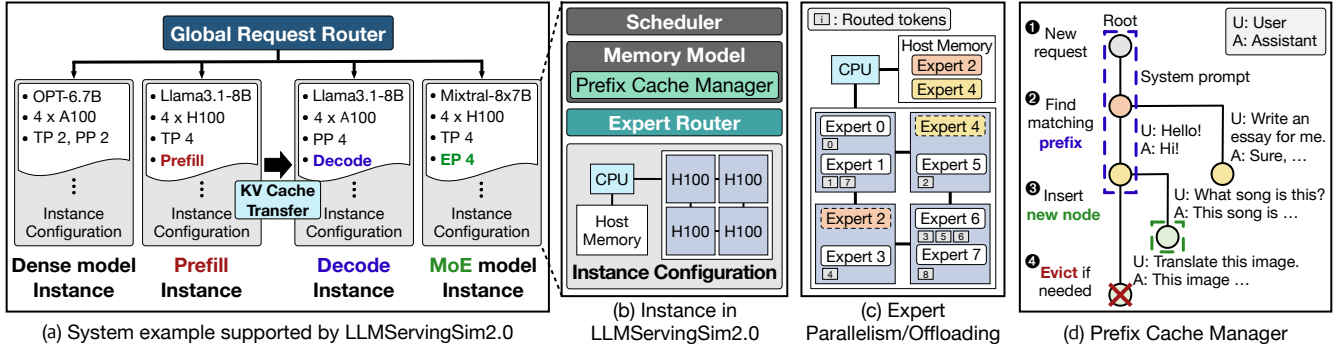 Global Request Router
• OPT-6.7B
• 4 x A100
• TP 2, PP 2
Instance
Configuration
Dense model
Instance
• Llama3.1-8B
• 4 x H100
• TP 4
• Prefill
Instance
Configuration
Prefill
Instance
KV Cache
Transfer
• Llama3.1-8B
• 4 x A100
• PP 4
• Decode
Instance
Configuration
Decode
Instance
• Mixtral-8x7B
• 4 x H100
• TP 4
• EP 4
Instance
Configuration
MoE model
Instance
(a) System example supported by LLMServingSim2.0
Scheduler
Memory Model
Prefix Cache Manager
Expert Router
CPU
Host
Memory
H100
H100
H100
H100
Instance Configuration
(b) Instance in
LLMServingSim2.0
i : Routed tokens
CPU
Host Memory
Expert 2
Expert 4
Expert 0
0
Expert 1
1 7
Expert 4
Expert 5
2
Expert 2
Expert 3
4
Expert 6
3 5 6
Expert 7
8
(c) Expert
Parallelism/Offloading
Root
U: User
A: Assistant
❶ New
request
System prompt
❷ Find
matching
prefix
U: Hello!
A: Hi!
U: Write an
essay for me.
A: Sure, ...
❸ Insert
new node
U: What song is this?
A: This song is ...
❹ Evict if
needed
U: Translate this image.
A: This image ...
(d) Prefix Cache Manager